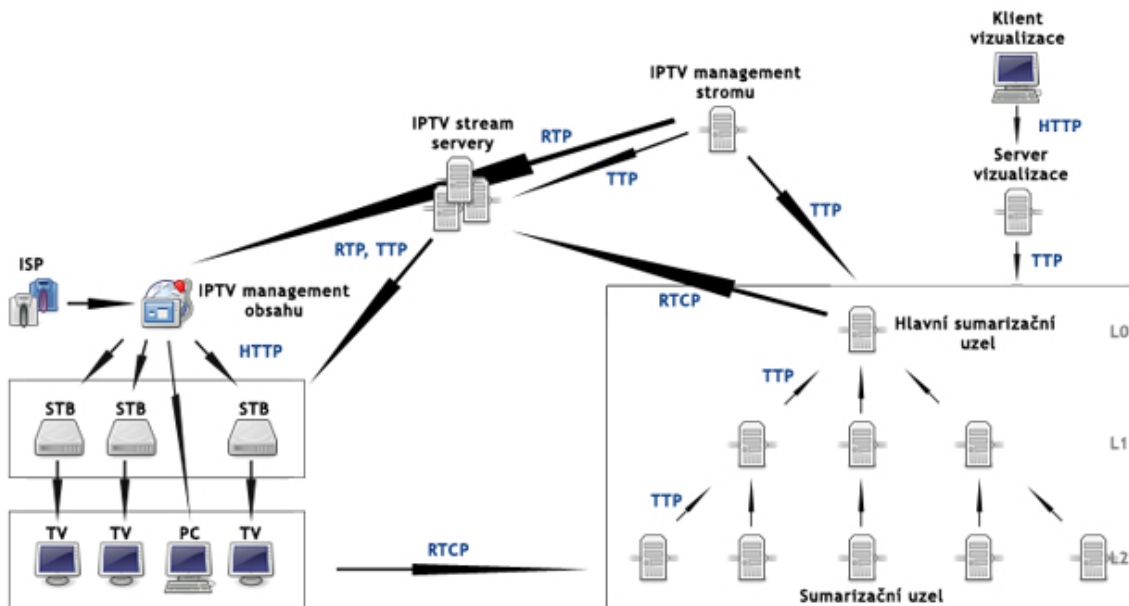 Klient
vizualizace
HTTP
Server
vizualizace
TTP
IPTV management
stromu
IPTV stream
servery
RTP
TTP
TTP
RTP, TTP
RTCP
ISP
IPTV management
obsahu
HTTP
STB
STB
STB
TV
TV
PC
TV
RTCP
Hlavní sumarizační
uzel
L0
TTP
L1
TTP
L2
Sumarizační uzel